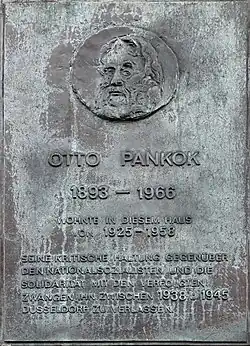 OTTO PANKOK
1893 – 1966
WOHNTE IN DIESEM HAUS
VON 1925–1958
SEINE KRITISCHE HALTUNG GEGENÜBER
DEN NATIONALSOZIALISTEN UND DIE
SOLIDARITÄT MIT DEN VERFOLGTEN
ZWANGEN IHN ZWISCHEN 1936 U. 1945
DÜSSELDORF ZU VERLASSEN.